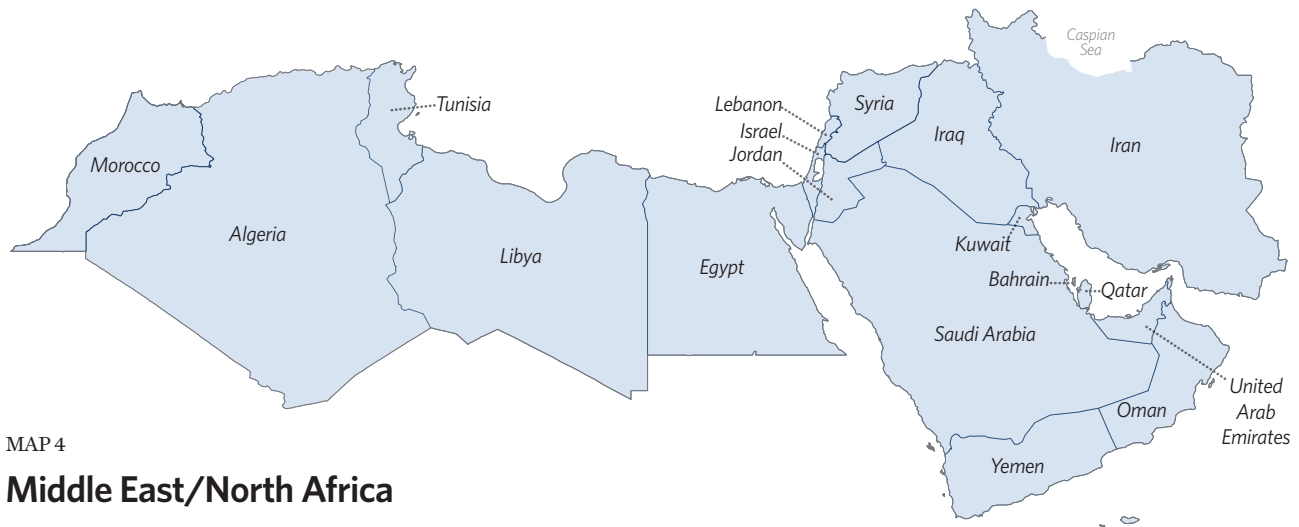 Caspian
Sea
Tunisia
Lebanon
Syria
Israel
Iraq
Iran
Jordan
Morocco
Algeria
Libya
Egypt
Kuwait
Bahrain
Qatar
Saudi Arabia
United
Arab
Emirates
Oman
Yemen
MAP 4
Middle East/North Africa